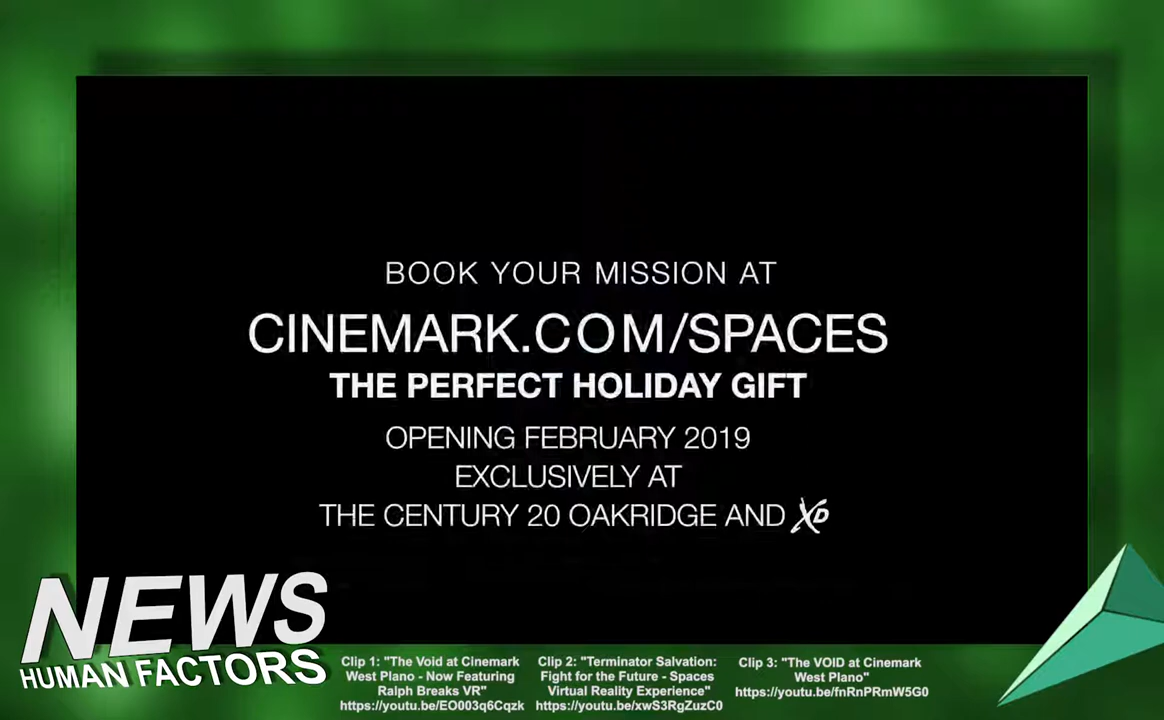 BOOK YOUR MISSION AT
CINEMARK.COM/SPACES
THE PERFECT HOLIDAY GIFT
OPENING FEBRUARY 2019
EXCLUSIVELY AT
THE CENTURY 20 OAKRIDGE AND XD
NEWS
HUMAN FACTORS
Clip 1: "The Void at Cinemark
West Plano - Now Featuring
Ralph Breaks VR"
https://youtu.be/EO003q6Cqzk
Clip 2: "Terminator Salvation:
Fight for the Future - Spaces
Virtual Reality Experience"
https://youtu.be/xwS3RgZuzC0
Clip 3: "The VOID at Cinemark
West Plano"
https://youtu.be/fnRnPRmW5G0